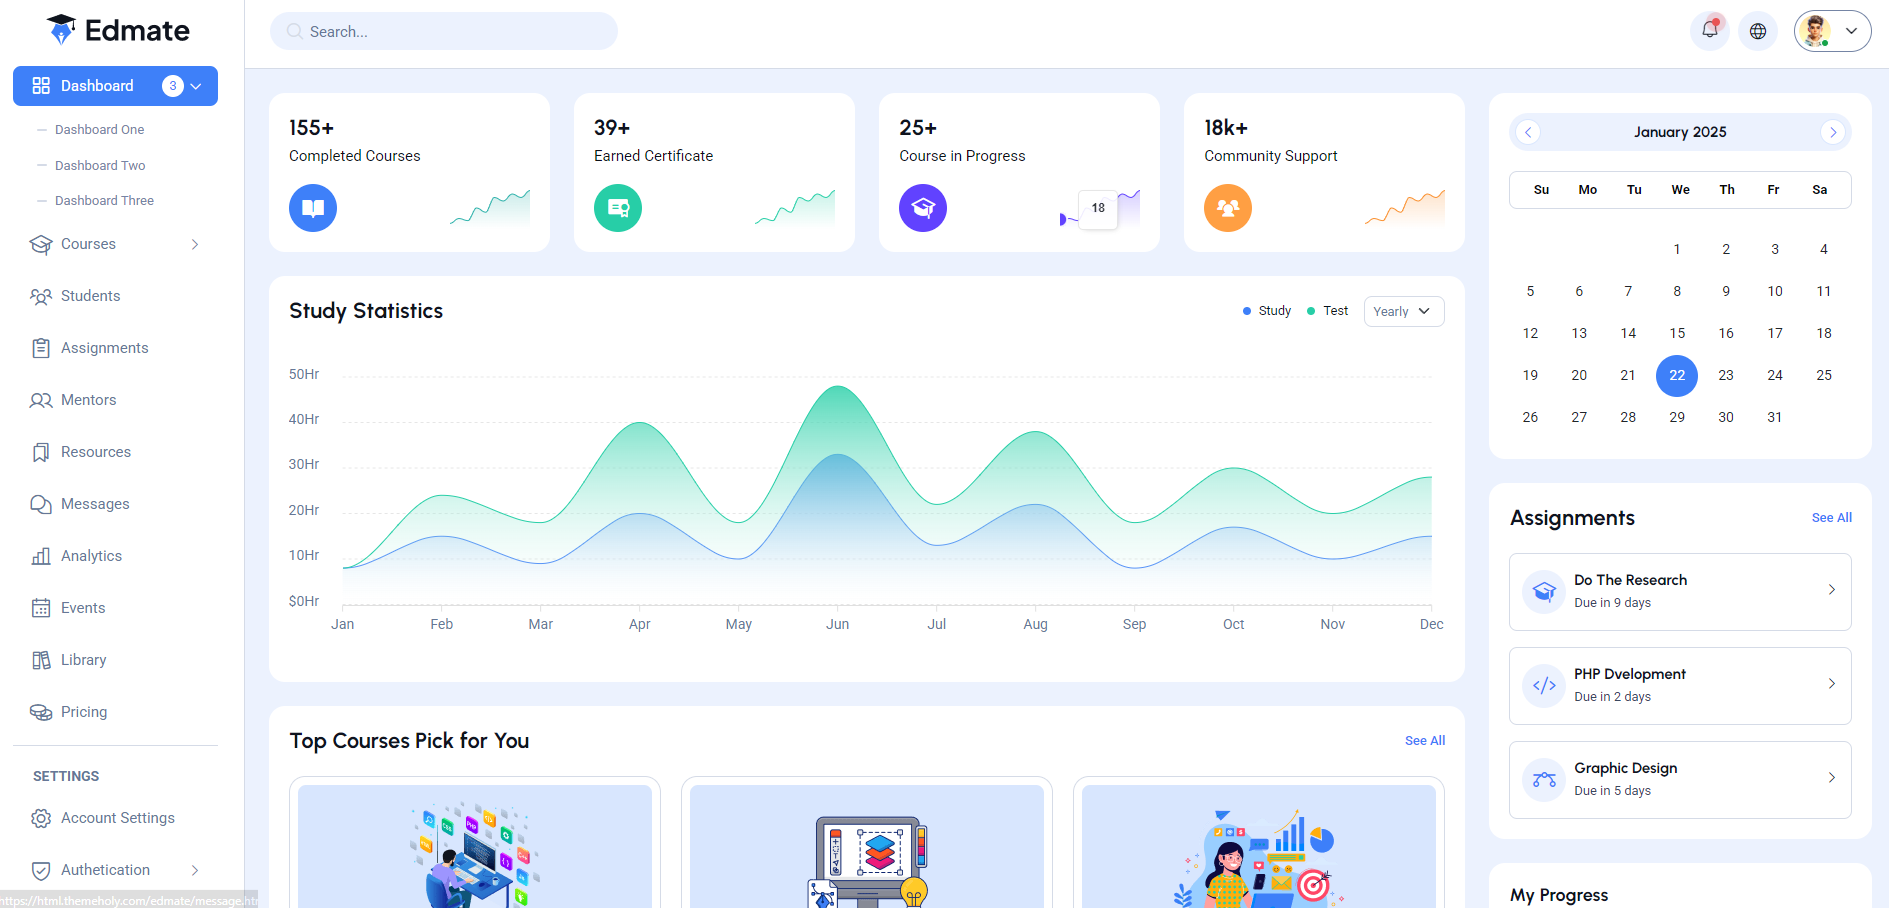 Edmate
Search...
Dashboard 3
Dashboard One
Dashboard Two
Dashboard Three
Courses
Students
Assignments
Mentors
Resources
Messages
Analytics
Events
Library
Pricing
SETTINGS
Account Settings
Authetication
https://html.themeholy.com/edmate/message.htm
155+
Completed Courses
39+
Earned Certificate
25+
Course in Progress
18
18k+
Community Support
Study Statistics
Study Test Yearly
50Hr
40Hr
30Hr
20Hr
10Hr
$0Hr
Jan Feb Mar Apr May Jun Jul Aug Sep Oct Nov Dec
Top Courses Pick for You
See All
January 2025
Su Mo Tu We Th Fr Sa
1 2 3 4
5 6 7 8 9 10 11
12 13 14 15 16 17 18
19 20 21 22 23 24 25
26 27 28 29 30 31
Assignments
See All
Do The Research
Due in 9 days
PHP Dvelopment
Due in 2 days
Graphic Design
Due in 5 days
My Progress